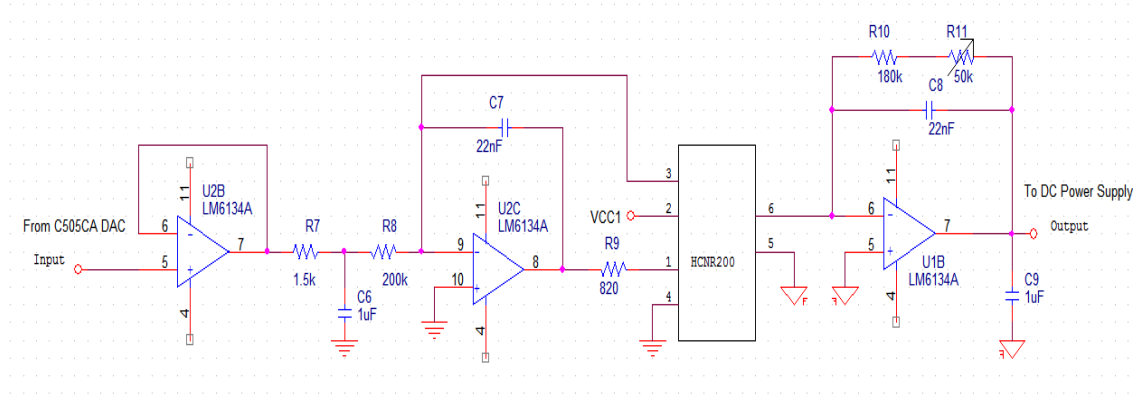 From C505CA DAC
Input
6
5
11
4
U2B
LM6134A
7
R7
1.5k
C6
1uF
R8
200k
C7
22nF
9
10
11
4
U2C
LM6134A
8
R9
820
VCC1
3
2
1
4
HCNR200
6
5
R10
180k
R11
50k
C8
22nF
6
5
11
4
U1B
LM6134A
7
To DC Power Supply
Output
C9
1uF